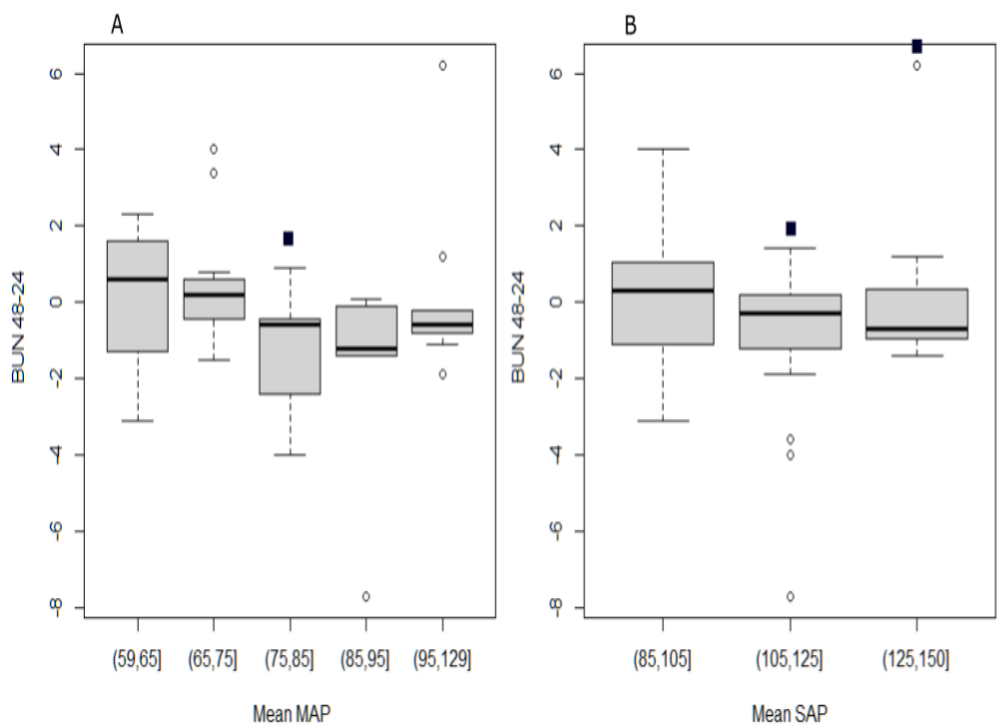 A
B
6
4
2
0
-2
-4
-6
-8
BUN 48-24
(59,65] (65,75] (75,85] (85,95] (95,129]
Mean MAP
6
4
2
0
-2
-4
-6
-8
BUN 48-24
(85,105] (105,125] (125,150]
Mean SAP